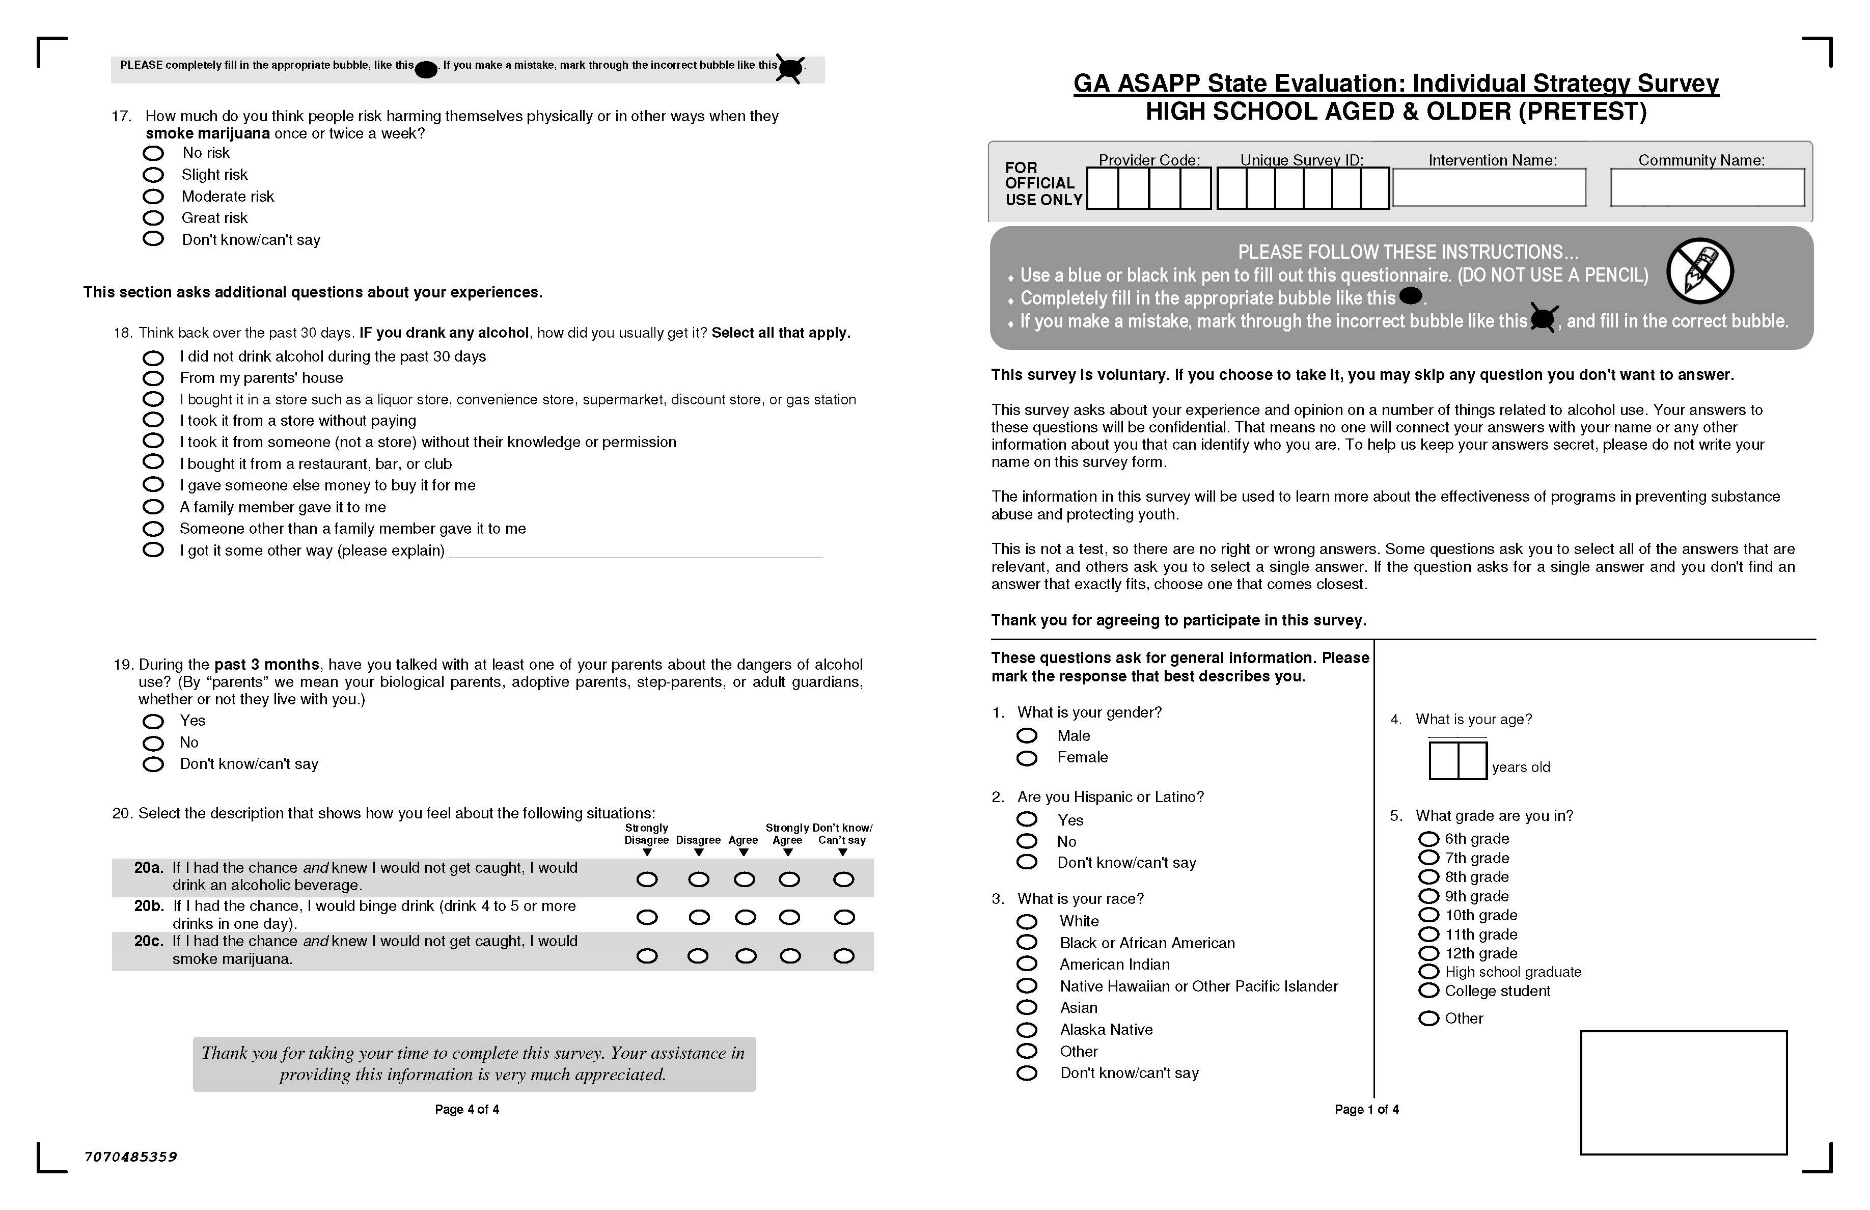 PLEASE completely fill in the appropriate bubble, like this . If you make a mistake, mark through the incorrect bubble like this .
17. How much do you think people risk harming themselves physically or in other ways when they
smoke marijuana once or twice a week?
No risk
Slight risk
Moderate risk
Great risk
Don't know/can't say
This section asks additional questions about your experiences.
18. Think back over the past 30 days. IF you drank any alcohol, how did you usually get it? Select all that apply.
I did not drink alcohol during the past 30 days
From my parents' house
I bought it in a store such as a liquor store, convenience store, supermarket, discount store, or gas station
I took it from a store without paying
I took it from someone (not a store) without their knowledge or permission
I bought it from a restaurant, bar, or club
I gave someone else money to buy it for me
A family member gave it to me
Someone other than a family member gave it to me
I got it some other way (please explain)
19. During the past 3 months, have you talked with at least one of your parents about the dangers of alcohol
use? (By “parents” we mean your biological parents, adoptive parents, step-parents, or adult guardians,
whether or not they live with you.)
Yes
No
Don't know/can't say
20. Select the description that shows how you feel about the following situations:
Strongly Disagree Disagree Agree Strongly Agree Don't know/ Can't say
20a. If I had the chance and knew I would not get caught, I would
drink an alcoholic beverage.
20b. If I had the chance, I would binge drink (drink 4 to 5 or more
drinks in one day).
20c. If I had the chance and knew I would not get caught, I would
smoke marijuana.
Thank you for taking your time to complete this survey. Your assistance in
providing this information is very much appreciated.
Page 4 of 4
7070485359
GA ASAPP State Evaluation: Individual Strategy Survey
HIGH SCHOOL AGED & OLDER (PRETEST)
FOR
OFFICIAL
USE ONLY
Provider Code: Unique Survey ID: Intervention Name: Community Name:
PLEASE FOLLOW THESE INSTRUCTIONS...
• Use a blue or black ink pen to fill out this questionnaire. (DO NOT USE A PENCIL)
• Completely fill in the appropriate bubble like this .
• If you make a mistake, mark through the incorrect bubble like this , and fill in the correct bubble.
This survey is voluntary. If you choose to take it, you may skip any question you don't want to answer.
This survey asks about your experience and opinion on a number of things related to alcohol use. Your answers to
these questions will be confidential. That means no one will connect your answers with your name or any other
information about you that can identify who you are. To help us keep your answers secret, please do not write your
name on this survey form.
The information in this survey will be used to learn more about the effectiveness of programs in preventing substance
abuse and protecting youth.
This is not a test, so there are no right or wrong answers. Some questions ask you to select all of the answers that are
relevant, and others ask you to select a single answer. If the question asks for a single answer and you don't find an
answer that exactly fits, choose one that comes closest.
Thank you for agreeing to participate in this survey.
These questions ask for general information. Please
mark the response that best describes you.
1. What is your gender?
Male
Female
2. Are you Hispanic or Latino?
Yes
No
Don't know/can't say
3. What is your race?
White
Black or African American
American Indian
Native Hawaiian or Other Pacific Islander
Asian
Alaska Native
Other
Don't know/can't say
4. What is your age?
years old
5. What grade are you in?
6th grade
7th grade
8th grade
9th grade
10th grade
11th grade
12th grade
High school graduate
College student
Other
Page 1 of 4